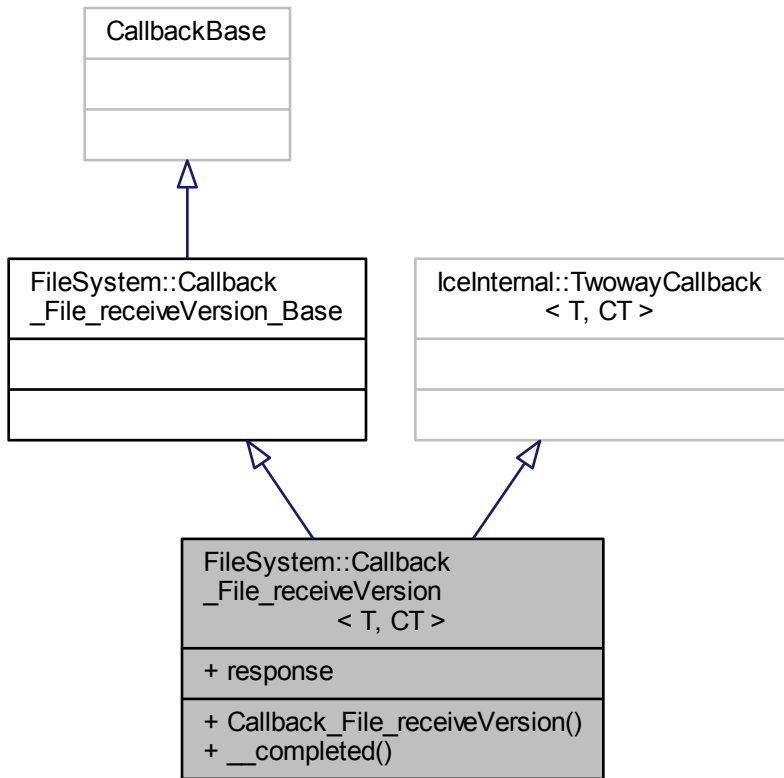 CallbackBase
FileSystem::Callback
_File_receiveVersion_Base
IceInternal::TwowayCallback
< T, CT >
FileSystem::Callback
_File_receiveVersion
< T, CT >
+ response
+ Callback_File_receiveVersion()
+ __completed()